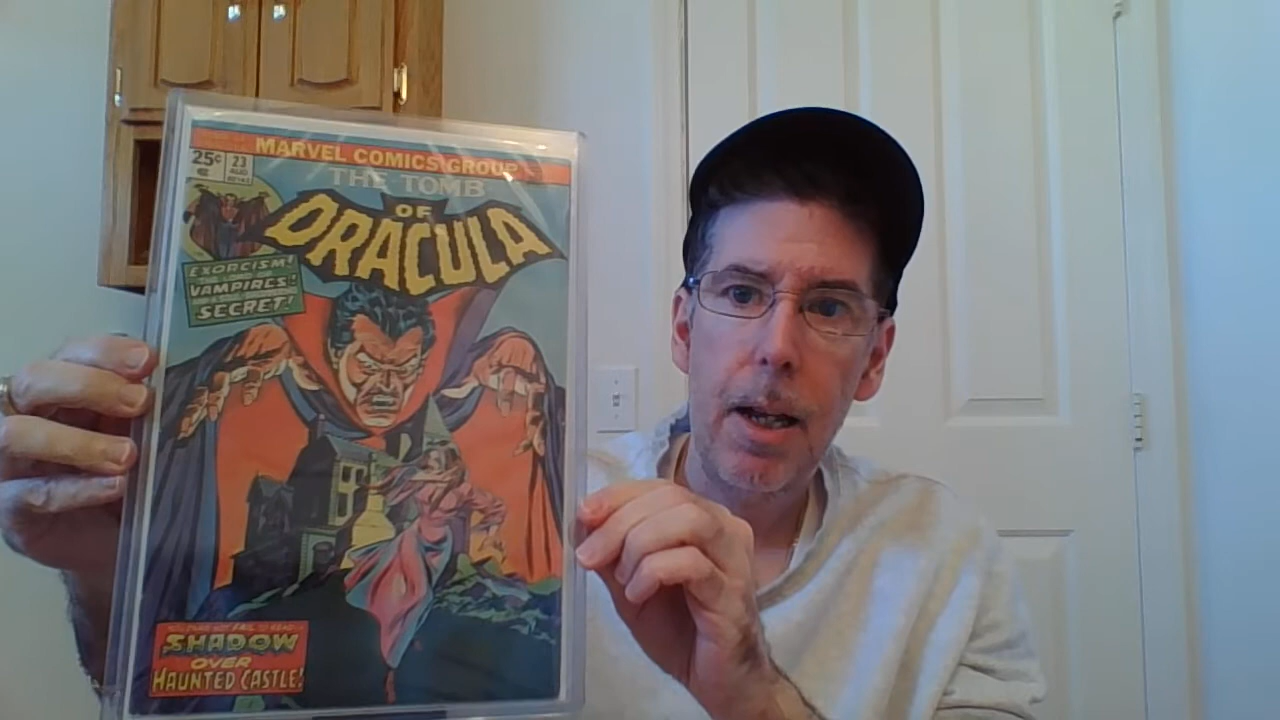 MARVEL COMICS GROUP
25¢
23
AUG
THE TOMB
OF
DRACULA
EXORCISM!
VAMPIRES!
SECRET!
SHADOW
OVER
HAUNTED CASTLE!